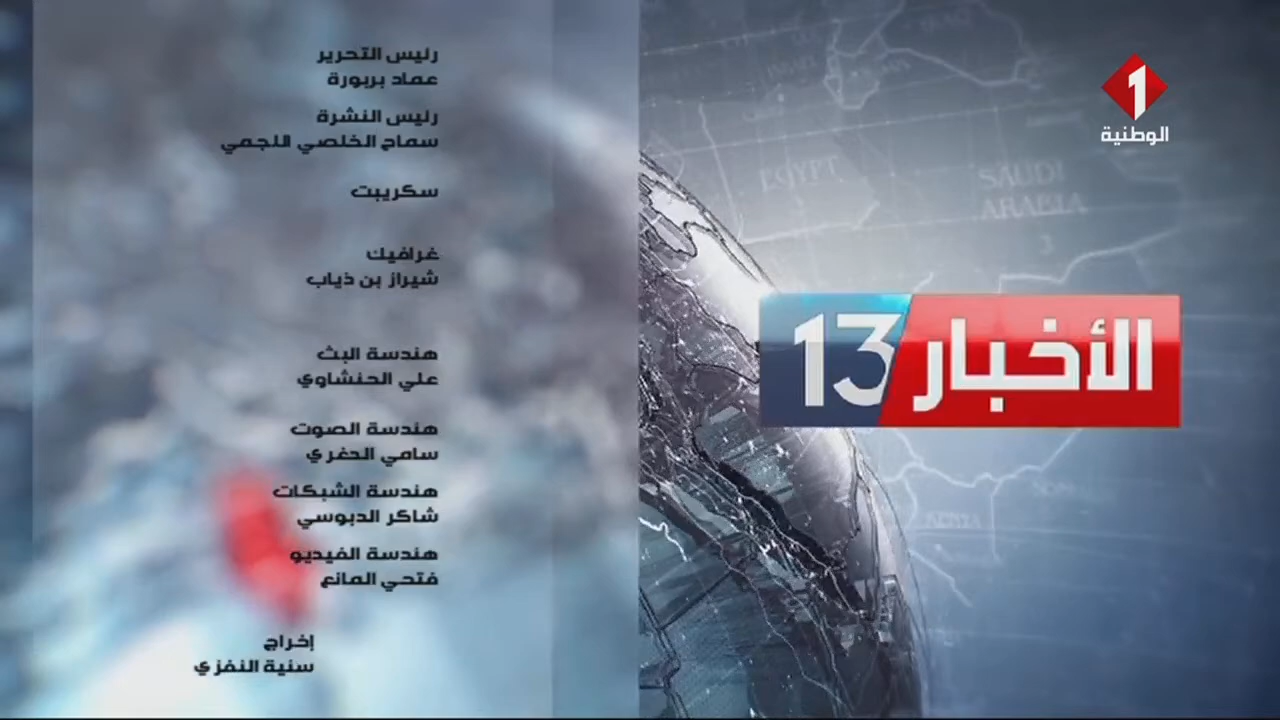 رئيس التحرير
عماد بربورة
رئيس النشرة
سماح الخلصي اللجمي
سكريبت
غرافيك
شيراز بن ذياب
هندسة البث
علي الحنشاوي
هندسة الصوت
سامي الحفري
هندسة الشبكات
شاكر الدبوسي
هندسة الفيديو
فتحي المانع
إخراج
سنية النفزي
1
الوطنية
EGYPT
SAUDI
ARABIA
الأخبار 13
KENYA